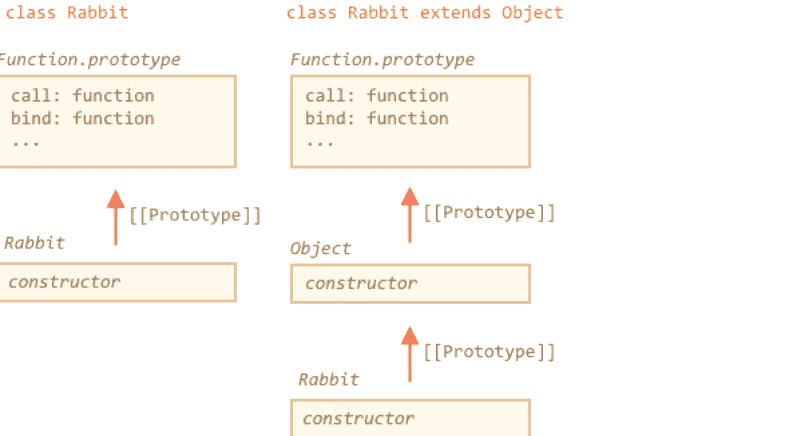 class Rabbit
Function.prototype
call: function
bind: function
...
[[Prototype]]
Rabbit
constructor
class Rabbit extends Object
Function.prototype
call: function
bind: function
...
[[Prototype]]
Object
constructor
[[Prototype]]
Rabbit
constructor